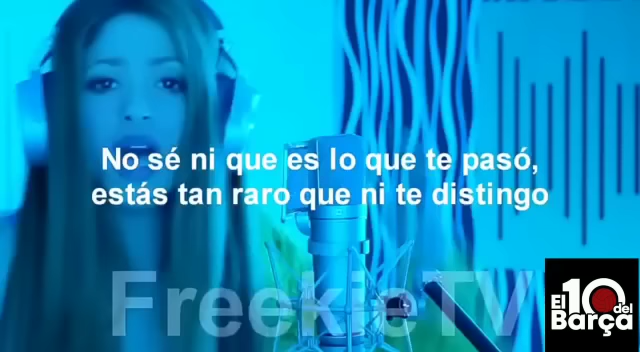 No sé ni que es lo que te pasó,
estás tan raro que ni te distingo
FreekieTV
El 10 del
Barça